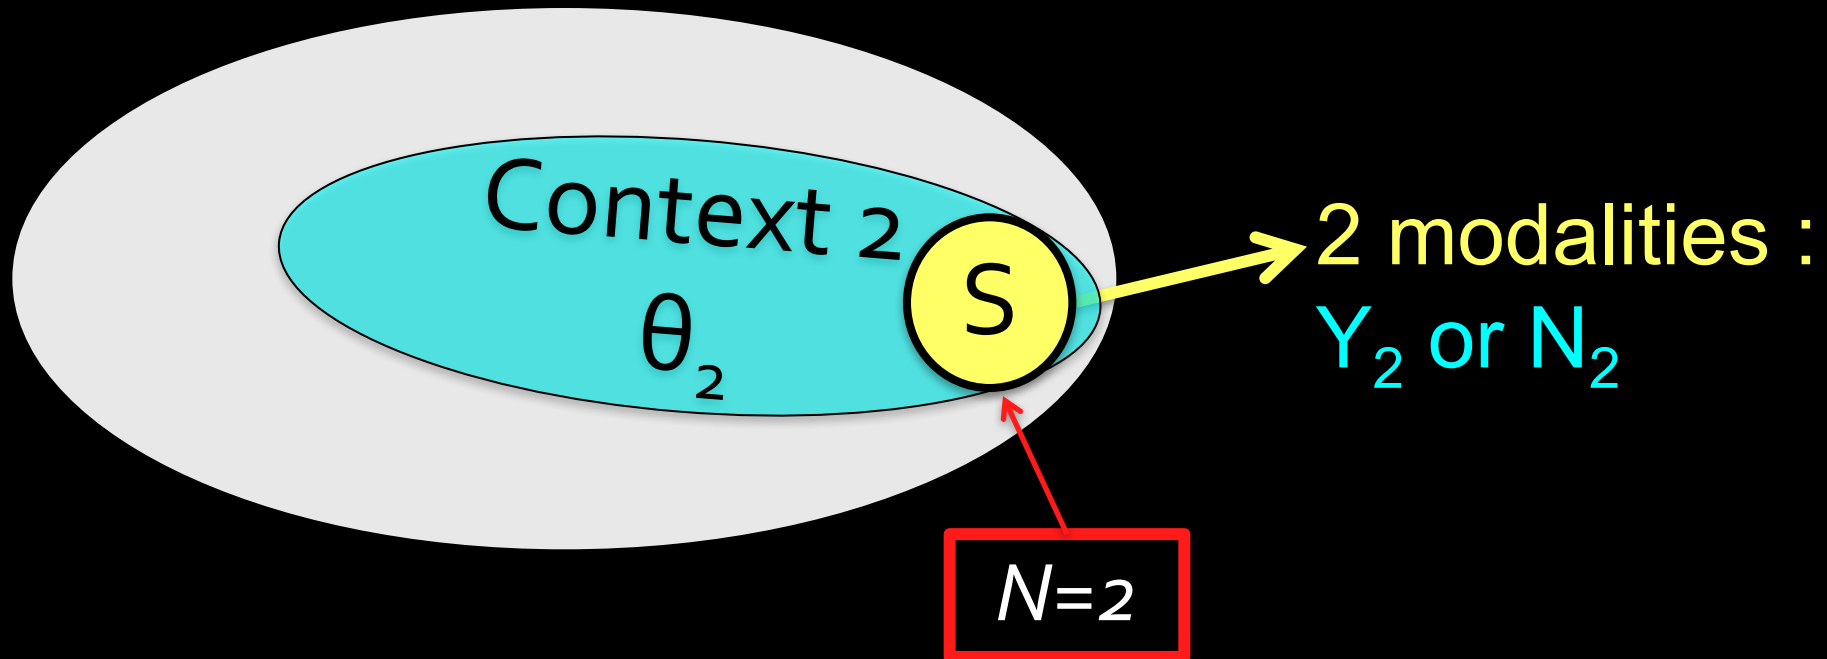 Context 2
θ₂
S
2 modalities :
Y₂ or N₂
N=2